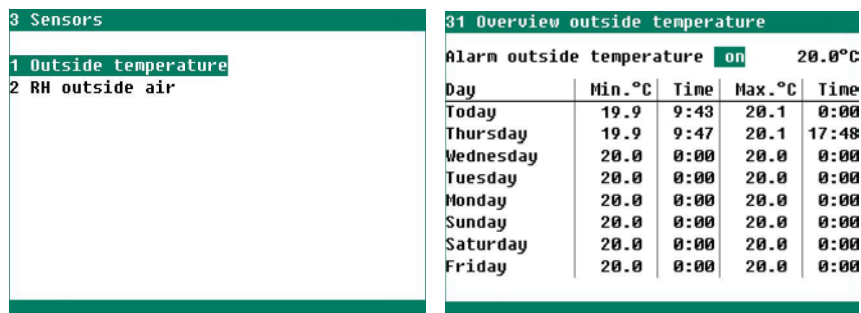 3 Sensors
1 Outside temperature
2 RH outside air
31 Overview outside temperature
Alarm outside temperature on 20.0°C
Day Min.°C Time Max.°C Time
Today 19.9 9:43 20.1 0:00
Thursday 19.9 9:47 20.1 17:48
Wednesday 20.0 0:00 20.0 0:00
Tuesday 20.0 0:00 20.0 0:00
Monday 20.0 0:00 20.0 0:00
Sunday 20.0 0:00 20.0 0:00
Saturday 20.0 0:00 20.0 0:00
Friday 20.0 0:00 20.0 0:00